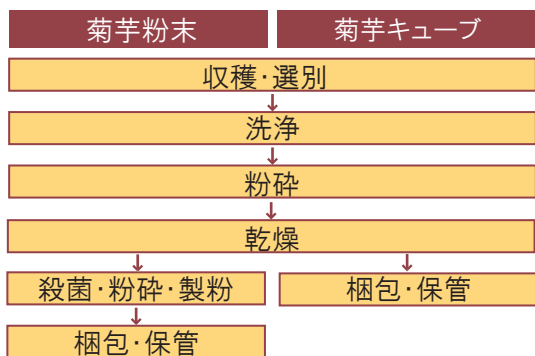 菊芋粉末
菊芋キューブ
収穫・選別
洗浄
粉砕
乾燥
殺菌・粉砕・製粉
梱包・保管
梱包・保管